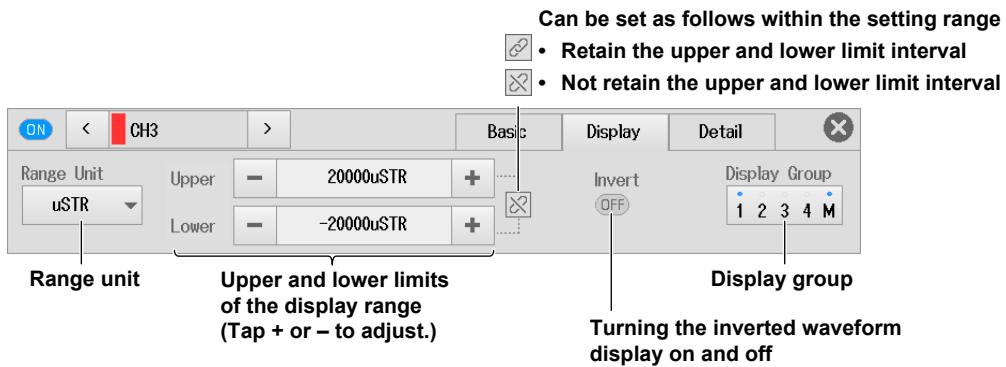 Can be set as follows within the setting range
• Retain the upper and lower limit interval
• Not retain the upper and lower limit interval
ON < CH3 > Basic Display Detail
Range Unit Upper − 20000uSTR + Invert Display Group
uSTR OFF 1 2 3 4 M
Lower − −20000uSTR +
Range unit Upper and lower limits Display group
of the display range
(Tap + or – to adjust.)
Turning the inverted waveform
display on and off